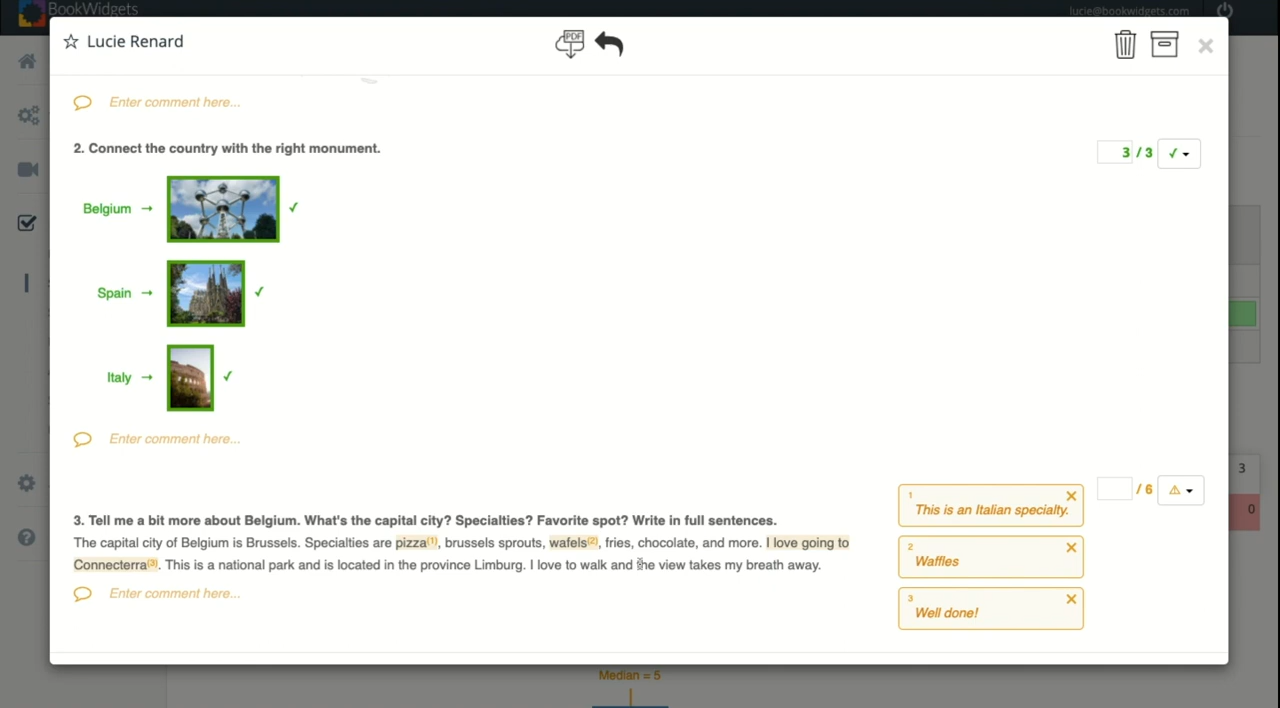 BookWidgets
lucie@bookwidgets.com
Lucie Renard
PDF
Enter comment here...
2. Connect the country with the right monument.
3 / 3
Belgium →
Spain →
Italy →
Enter comment here...
3
/ 6
0
1
This is an Italian specialty.
3. Tell me a bit more about Belgium. What's the capital city? Specialties? Favorite spot? Write in full sentences.
The capital city of Belgium is Brussels. Specialties are pizza(1), brussels sprouts, wafels(2), fries, chocolate, and more. I love going to
Connecterra(3). This is a national park and is located in the province Limburg. I love to walk and the view takes my breath away.
2
Waffles
Enter comment here...
3
Well done!
Median = 5